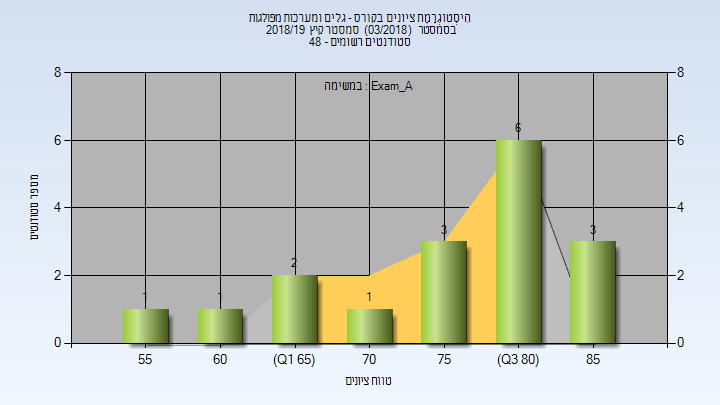 היסטוגרמת ציונים בקורס - גלים ומערכות מפולגות
בסמסטר (03/2018) סמסטר קיץ 2018/19
סטודנטים רשומים - 48
במשימה : Exam_A
8 8
6 6
4 4
2 2
0 0
מספר סטודנטים
1 1 2 1 3 6 3
55 60 (Q1 65) 70 75 (Q3 80) 85
טווח ציונים